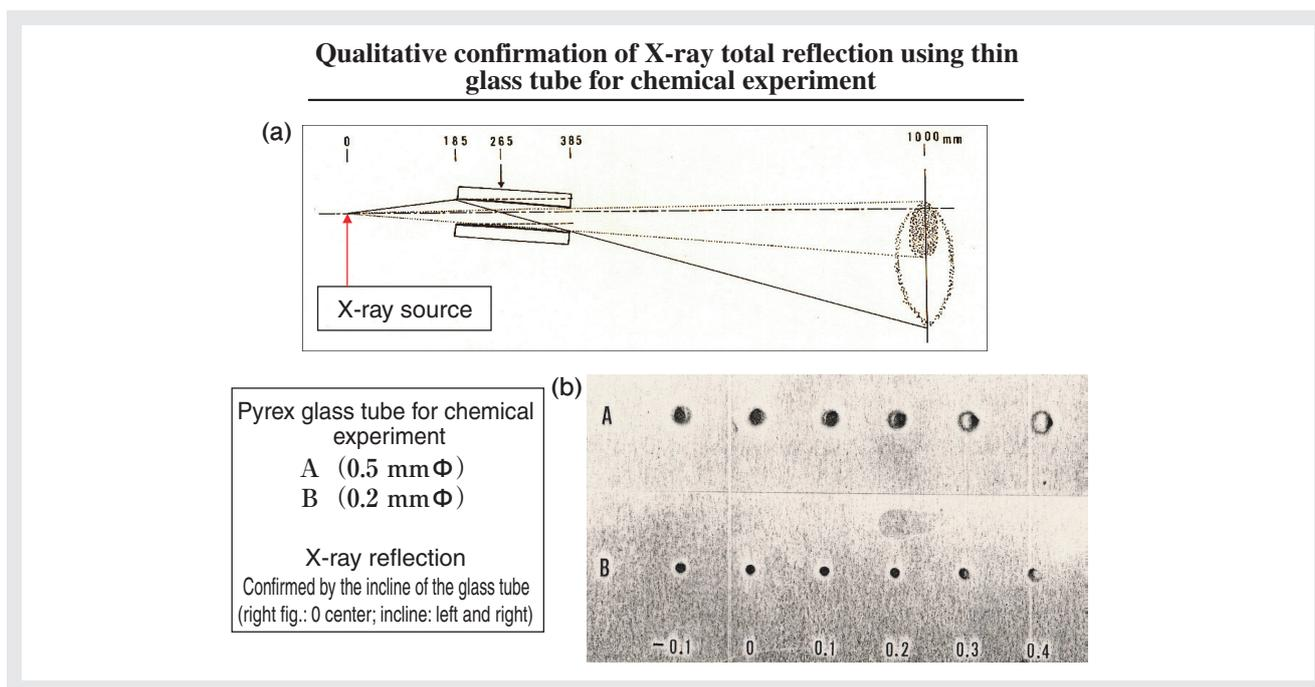 Qualitative confirmation of X-ray total reflection using thin
glass tube for chemical experiment
(a)
0 185 265 385 1000 mm
X-ray source
Pyrex glass tube for chemical
experiment
A (0.5 mmΦ)
B (0.2 mmΦ)
X-ray reflection
Confirmed by the incline of the glass tube
(right fig.: 0 center; incline: left and right)
(b)
A
B
−0.1 0 0.1 0.2 0.3 0.4